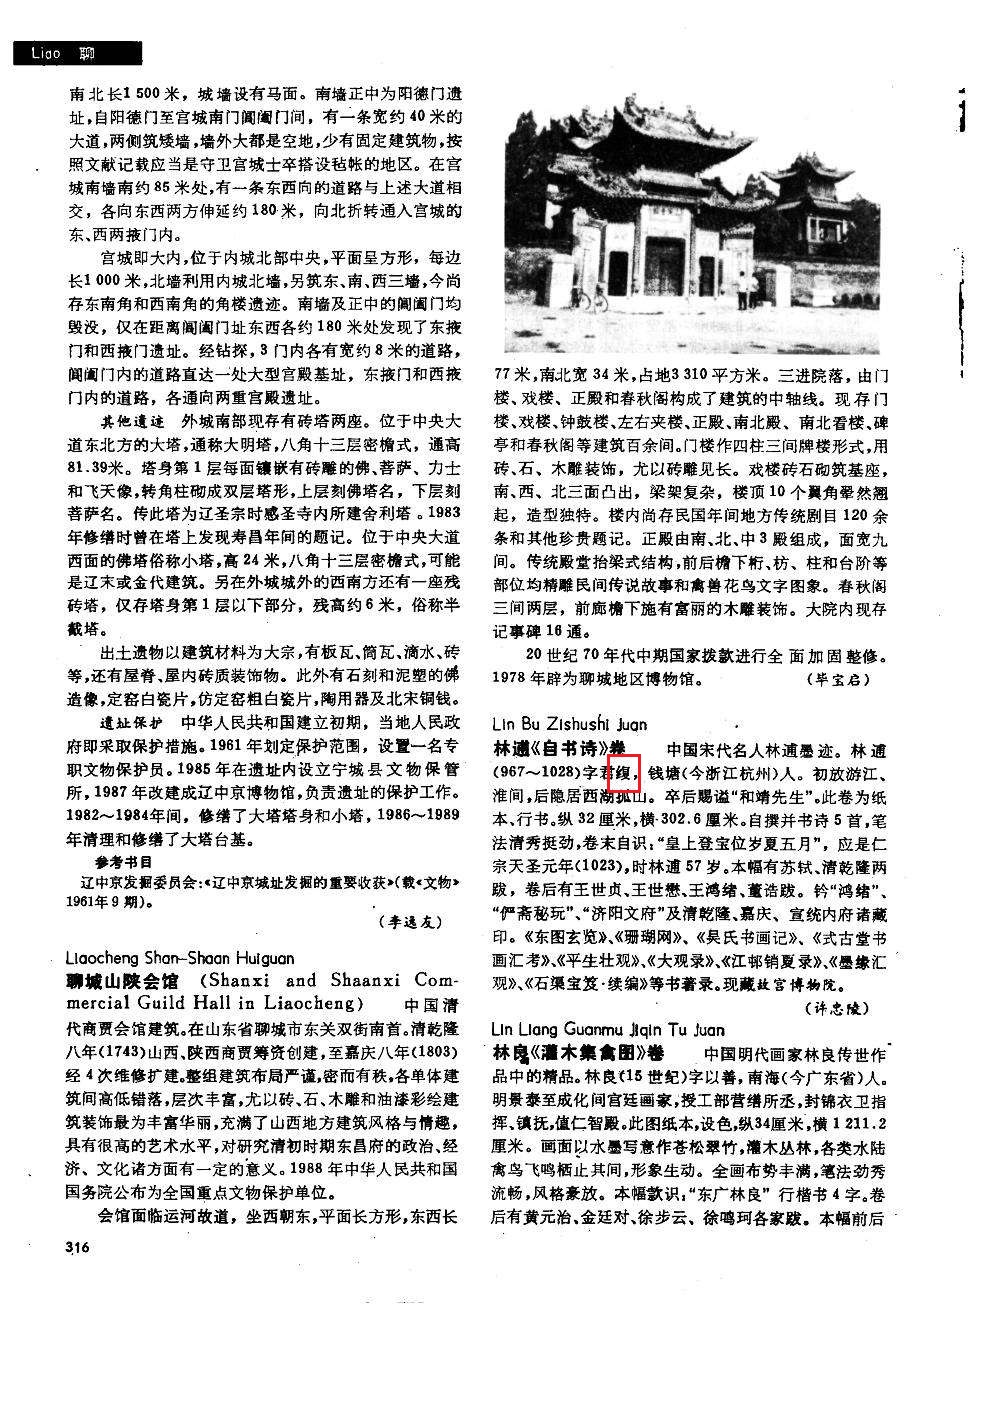 Liao 聊
南北长1 500 米，城墙设有马面。南墙正中为阳德门遗
址，自阳德门至宫城南门阊阖门间，有一条宽约 40 米的
大道，两侧筑矮墙，墙外大都是空地，少有固定建筑物，按
照文献记载应当是守卫宫城士卒搭设毡帐的地区。在宫
城南墙南约 85 米处，有一条东西向的道路与上述大道相
交，各向东西两方伸延约 180 米，向北折转通入宫城的
东、西两掖门内。
宫城即大内，位于内城北部中央，平面呈方形，每边
长1 000 米，北墙利用内城北墙，另筑东、南、西三墙，今尚
存东南角和西南角的角楼遗迹。南墙及正中的阊阖门均
毁没，仅在距离阊阖门址东西各约 180 米处发现了东掖
门和西掖门遗址。经钻探，3 门内各有宽约 8 米的道路，
阊阖门内的道路直达一处大型宫殿基址，东掖门和西掖
门内的道路，各通向两重宫殿遗址。
其他遗迹 外城南部现存有砖塔两座。位于中央大
道东北方的大塔，通称大明塔，八角十三层密檐式，通高
81.39米。塔身第 1 层每面镶嵌有砖雕的佛、菩萨、力士
和飞天像，转角柱砌成双层塔形，上层刻佛塔名，下层刻
菩萨名。传此塔为辽圣宗时感圣寺内所建舍利塔。1983
年修缮时曾在塔上发现寿昌年间的题记。位于中央大道
西面的佛塔俗称小塔，高 24 米，八角十三层密檐式，可能
是辽末或金代建筑。另在外城城外的西南方还有一座残
砖塔，仅存塔身第 1 层以下部分，残高约 6 米，俗称半
截塔。
出土遗物以建筑材料为大宗，有板瓦、筒瓦、滴水、砖
等，还有屋脊、屋内砖质装饰物。此外有石刻和泥塑的佛
造像，定窑白瓷片，仿定窑粗白瓷片，陶用器及北宋铜钱。
遗址保护 中华人民共和国建立初期，当地人民政
府即采取保护措施。1961 年划定保护范围，设置一名专
职文物保护员。1985 年在遗址内设立宁城县文物保管
所，1987 年改建成辽中京博物馆，负责遗址的保护工作。
1982～1984年间，修缮了大塔塔身和小塔，1986～1989
年清理和修缮了大塔台基。
参考书目
辽中京发掘委员会：《辽中京城址发掘的重要收获》（载《文物》
1961年 9 期）。
（李逸友）
Liaocheng Shan-Shaan Huiguan
聊城山陕会馆 （Shanxi and Shaanxi Com-
mercial Guild Hall in Liaocheng） 中国清
代商贾会馆建筑。在山东省聊城市东关双街南首。清乾隆
八年(1743)山西、陕西商贾筹资创建，至嘉庆八年(1803)
经 4 次维修扩建。整组建筑布局严谨，密而有秩，各单体建
筑间高低错落，层次丰富，尤以砖、石、木雕和油漆彩绘建
筑装饰最为丰富华丽，充满了山西地方建筑风格与情趣，
具有很高的艺术水平，对研究清初时期东昌府的政治、经
济、文化诸方面有一定的意义。1988 年中华人民共和国
国务院公布为全国重点文物保护单位。
会馆面临运河故道，坐西朝东，平面长方形，东西长
316
77 米，南北宽 34 米，占地3 310 平方米。三进院落，由门
楼、戏楼、正殿和春秋阁构成了建筑的中轴线。现存门
楼、戏楼、钟鼓楼、左右夹楼、正殿、南北殿、南北看楼、碑
亭和春秋阁等建筑百余间。门楼作四柱三间牌楼形式，用
砖、石、木雕装饰，尤以砖雕见长。戏楼砖石砌筑基座，
南、西、北三面凸出，梁架复杂，楼顶 10 个翼角翚然翘
起，造型独特。楼内尚存民国年间地方传统剧目 120 余
条和其他珍贵题记。正殿由南、北、中 3 殿组成，面宽九
间。传统殿堂抬梁式结构，前后檐下桁、枋、柱和台阶等
部位均精雕民间传说故事和禽兽花鸟文字图象。春秋阁
三间两层，前廊檐下施有富丽的木雕装饰。大院内现存
记事碑 16 通。
20 世纪 70 年代中期国家拨款进行全面加固整修。
1978 年辟为聊城地区博物馆。 （毕宝启）
Lin Bu Zishushi Juan
林逋《自书诗》卷 中国宋代名人林逋墨迹。林逋
(967～1028)字君缊，钱塘(今浙江杭州)人。初放游江、
淮间，后隐居西湖孤山。卒后赐谥“和靖先生”。此卷为纸
本、行书。纵 32 厘米，横 302.6 厘米。自撰并书诗 5 首，笔
法清秀挺劲，卷末自识：“皇上登宝位岁夏五月”，应是仁
宗天圣元年(1023)，时林逋 57 岁。本幅有苏轼、清乾隆两
跋，卷后有王世贞、王世懋、王鸿绪、董诰跋。钤“鸿绪”、
“俨斋秘玩”、“济阳文府”及清乾隆、嘉庆、宣统内府诸藏
印。《东图玄览》、《珊瑚网》、《吴氏书画记》、《式古堂书
画汇考》、《平生壮观》、《大观录》、《江邨销夏录》、《墨缘汇
观》、《石渠宝笈·续编》等书著录。现藏故宫博物院。
（许忠陵）
Lin Liang Guanmu Jiqin Tu Juan
林良《灌木集禽图》卷 中国明代画家林良传世作
品中的精品。林良(15 世纪)字以善，南海(今广东省)人。
明景泰至成化间宫廷画家，授工部营缮所丞，封锦衣卫指
挥、镇抚，值仁智殿。此图纸本，设色，纵34厘米，横 1 211.2
厘米。画面以水墨写意作苍松翠竹，灌木丛林，各类水陆
禽鸟飞鸣栖止其间，形象生动。全画布势丰满，笔法劲秀
流畅，风格豪放。本幅款识：“东广林良”行楷书 4 字。卷
后有黄元治、金廷对、徐步云、徐鸣珂各家跋。本幅前后